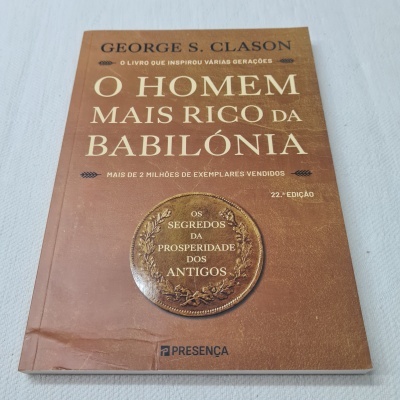 GEORGE S. CLASON
O LIVRO QUE INSPIROU VÁRIAS GERAÇÕES
O HOMEM
MAIS RICO DA
BABILÓNIA
MAIS DE 2 MILHÕES DE EXEMPLARES VENDIDOS
22.ª EDIÇÃO
OS
SEGREDOS
DA
PROSPERIDADE
DOS
ANTIGOS
PRESENÇA